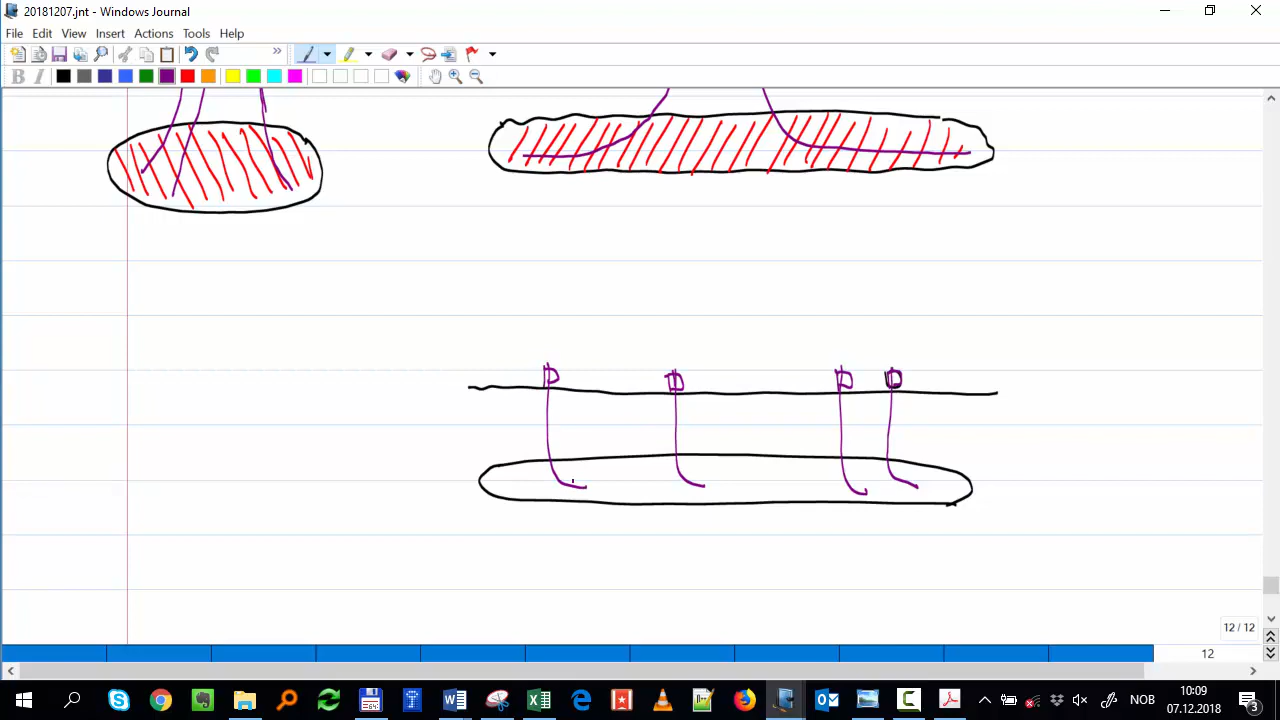 20181207.jnt - Windows Journal
File Edit View Insert Actions Tools Help
B I
12 / 12
12
NOB
10:09
07.12.2018
3